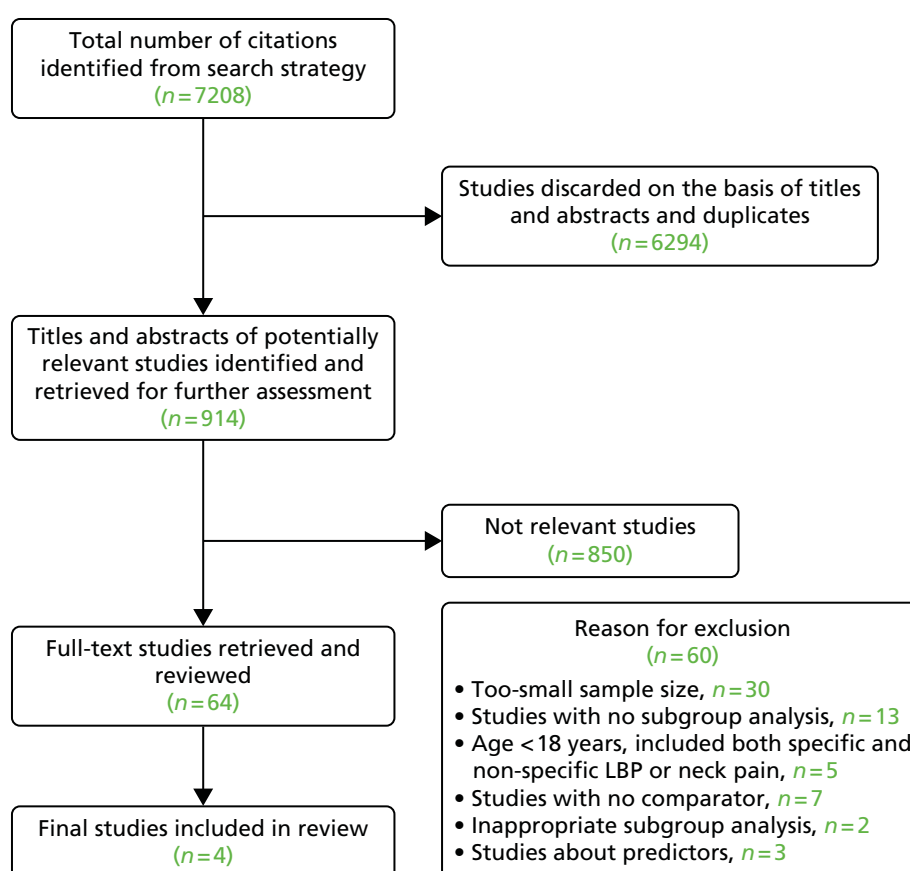 Total number of citations
identified from search strategy
(n=7208)
Studies discarded on the basis of titles
and abstracts and duplicates
(n=6294)
Titles and abstracts of potentially
relevant studies identified and
retrieved for further assessment
(n=914)
Not relevant studies
(n=850)
Full-text studies retrieved and
reviewed
(n=64)
Reason for exclusion
(n=60)
• Too-small sample size, n=30
• Studies with no subgroup analysis, n=13
• Age <18 years, included both specific and
non-specific LBP or neck pain, n=5
• Studies with no comparator, n=7
• Inappropriate subgroup analysis, n=2
• Studies about predictors, n=3
Final studies included in review
(n=4)